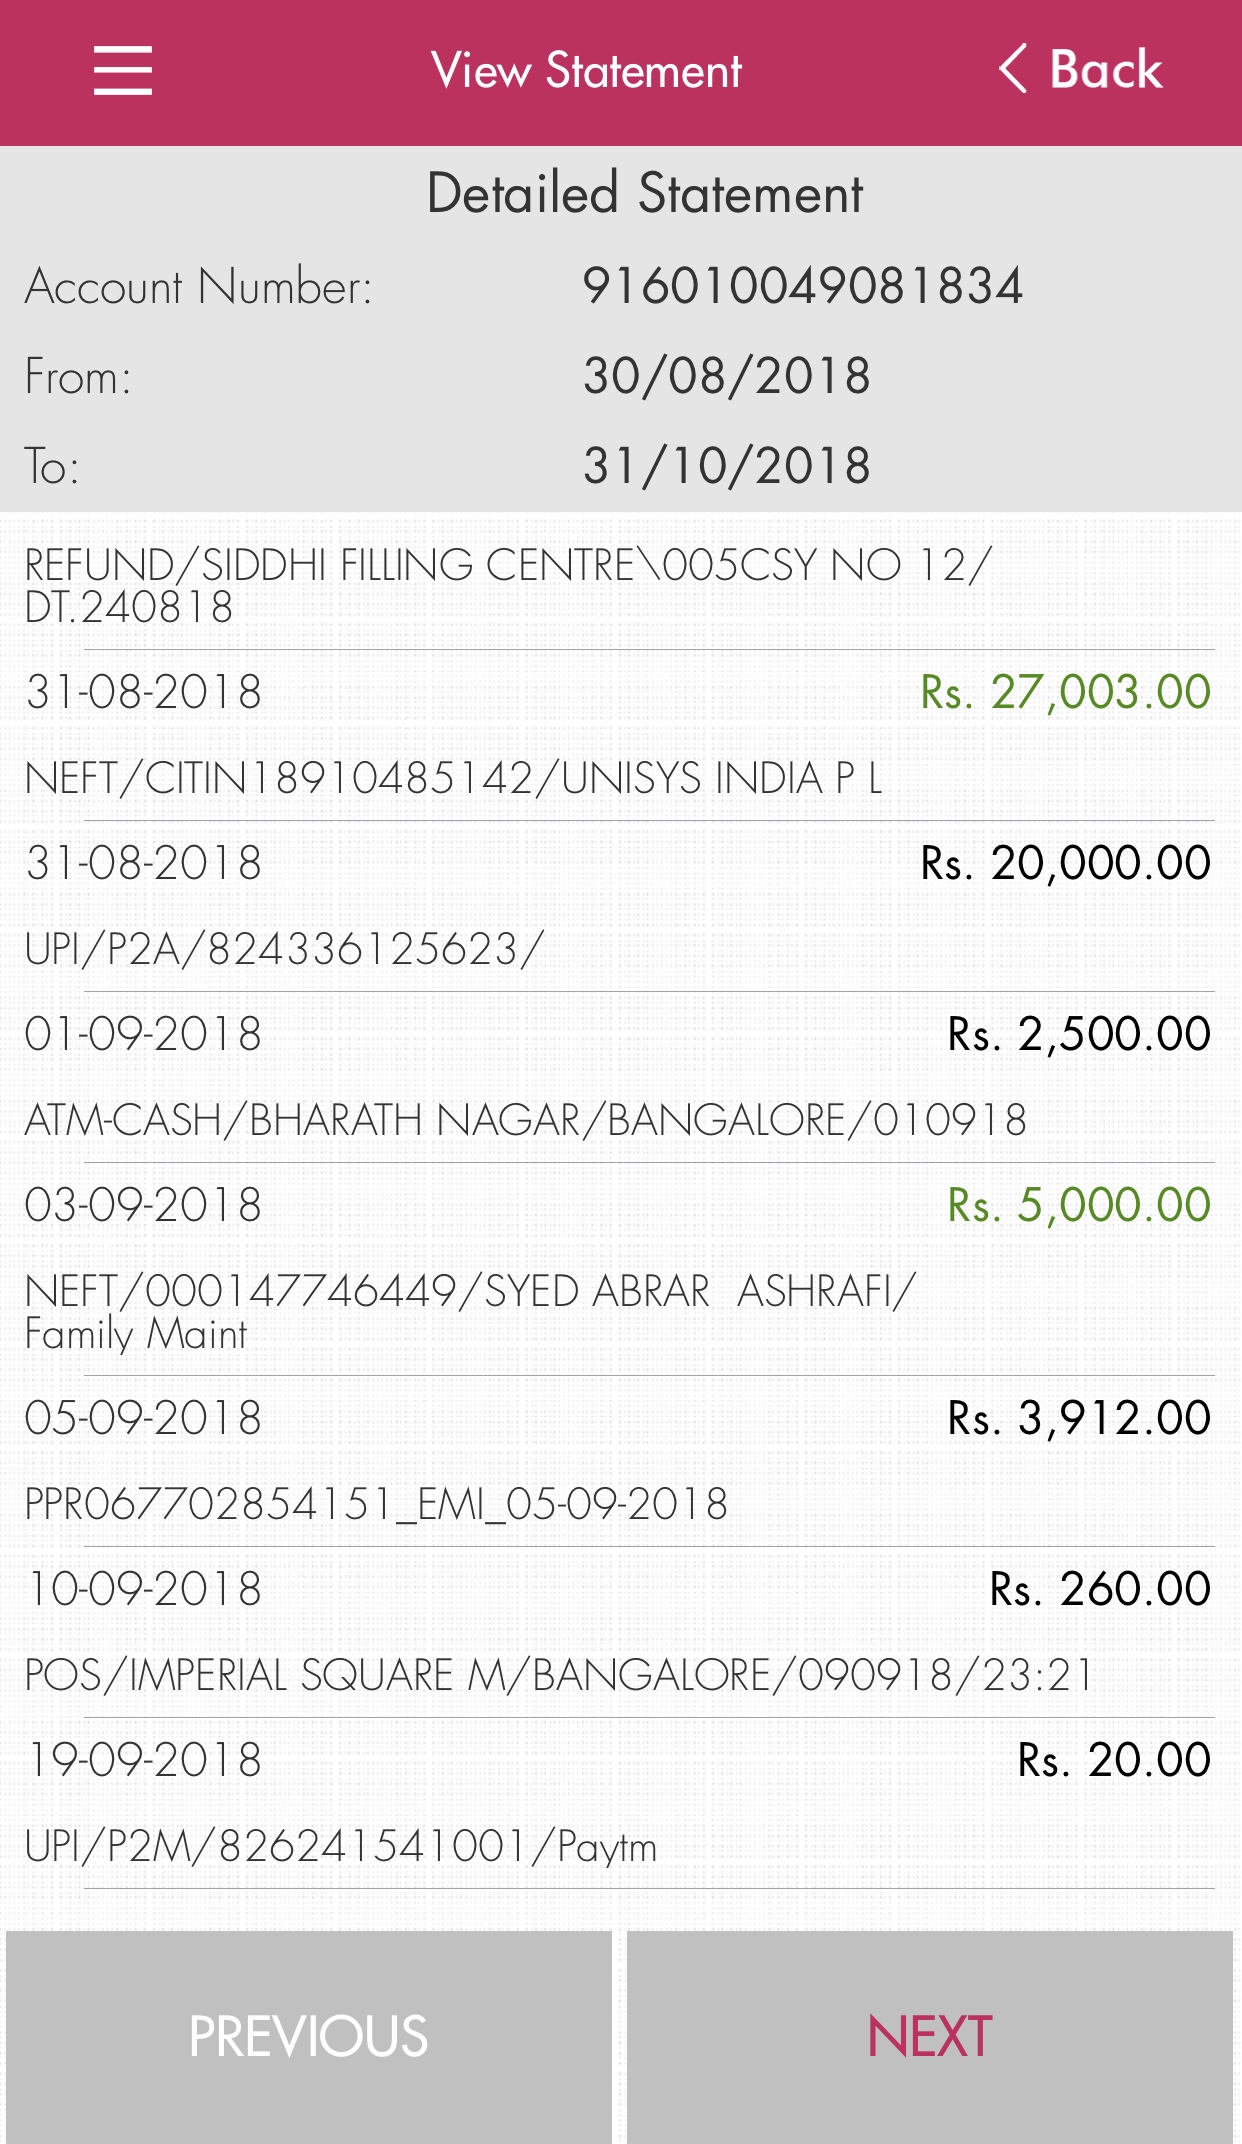 View Statement
Back
Detailed Statement
Account Number: 916010049081834
From: 30/08/2018
To: 31/10/2018
REFUND/SIDDHI FILLING CENTRE\005CSY NO 12/
DT.240818
31-08-2018 Rs. 27,003.00
NEFT/CITIN18910485142/UNISYS INDIA P L
31-08-2018 Rs. 20,000.00
UPI/P2A/824336125623/
01-09-2018 Rs. 2,500.00
ATM-CASH/BHARATH NAGAR/BANGALORE/010918
03-09-2018 Rs. 5,000.00
NEFT/000147746449/SYED ABRAR  ASHRAFI/
Family Maint
05-09-2018 Rs. 3,912.00
PPR067702854151_EMI_05-09-2018
10-09-2018 Rs. 260.00
POS/IMPERIAL SQUARE M/BANGALORE/090918/23:21
19-09-2018 Rs. 20.00
UPI/P2M/826241541001/Paytm
PREVIOUS NEXT